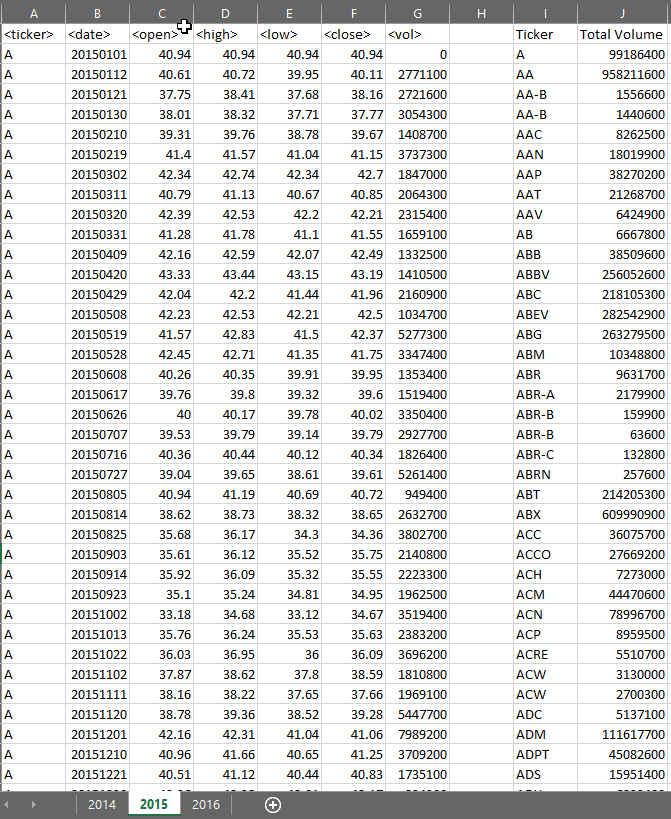 A B C D E F G H I J
<ticker> <date> <open> <high> <low> <close> <vol> Ticker Total Volume
A 20150101 40.94 40.94 40.94 40.94 0 A 99186400
A 20150112 40.61 40.72 39.95 40.11 2771100 AA 958211600
A 20150121 37.75 38.41 37.68 38.16 2721600 AA-B 1556600
A 20150130 38.01 38.32 37.71 37.77 3054300 AA-B 1440600
A 20150210 39.31 39.76 38.78 39.67 1408700 AAC 8262500
A 20150219 41.4 41.57 41.04 41.15 3737300 AAN 18019900
A 20150302 42.34 42.74 42.34 42.7 1847000 AAP 38270200
A 20150311 40.79 41.13 40.67 40.85 2064300 AAT 21268700
A 20150320 42.39 42.53 42.2 42.21 2315400 AAV 6424900
A 20150331 41.28 41.78 41.1 41.55 1659100 AB 6667800
A 20150409 42.16 42.59 42.07 42.49 1332500 ABB 38509600
A 20150420 43.33 43.44 43.15 43.19 1410500 ABBV 256052600
A 20150429 42.04 42.2 41.44 41.96 2160900 ABC 218105300
A 20150508 42.23 42.53 42.21 42.5 1034700 ABEV 282542900
A 20150519 41.57 42.83 41.5 42.37 5277300 ABG 263279500
A 20150528 42.45 42.71 41.35 41.75 3347400 ABM 10348800
A 20150608 40.26 40.35 39.91 39.95 1353400 ABR 9631700
A 20150617 39.76 39.8 39.32 39.6 1519400 ABR-A 2179900
A 20150626 40 40.17 39.78 40.02 3350400 ABR-B 159900
A 20150707 39.53 39.79 39.14 39.79 2927700 ABR-B 63600
A 20150716 40.36 40.44 40.12 40.34 1826400 ABR-C 132800
A 20150727 39.04 39.65 38.61 39.61 5261400 ABRN 257600
A 20150805 40.94 41.19 40.69 40.72 949400 ABT 214205300
A 20150814 38.62 38.73 38.32 38.65 2632700 ABX 609990900
A 20150825 35.68 36.17 34.3 34.36 3802700 ACC 36075700
A 20150903 35.61 36.12 35.52 35.75 2140800 ACCO 27669200
A 20150914 35.92 36.09 35.32 35.55 2223300 ACH 7273000
A 20150923 35.1 35.24 34.81 34.95 1962500 ACM 44470600
A 20151002 33.18 34.68 33.12 34.67 3519400 ACN 78996700
A 20151013 35.76 36.24 35.53 35.63 2383200 ACP 8959500
A 20151022 36.03 36.95 36 36.09 3696200 ACRE 5510700
A 20151102 37.87 38.62 37.8 38.59 1810800 ACW 3130000
A 20151111 38.16 38.22 37.65 37.66 1969100 ACW 2700300
A 20151120 38.78 39.36 38.52 39.28 5447700 ADC 5137100
A 20151201 42.16 42.31 41.04 41.06 7989200 ADM 111617700
A 20151210 40.96 41.66 40.65 41.25 3709200 ADPT 45082600
A 20151221 40.51 41.12 40.44 40.83 1735100 ADS 15951400
2014 2015 2016